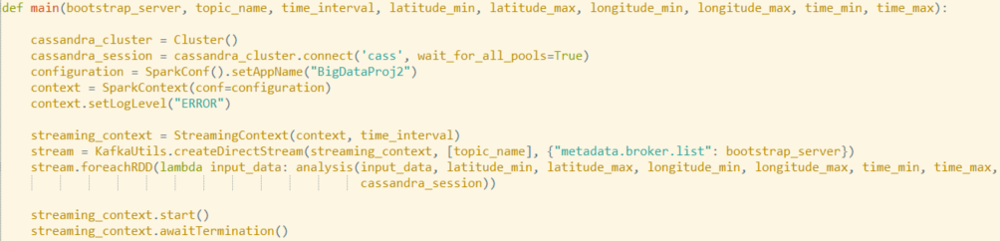 def main(bootstrap_server, topic_name, time_interval, latitude_min, latitude_max, longitude_min, longitude_max, time_min, time_max):
cassandra_cluster = Cluster()
cassandra_session = cassandra_cluster.connect('cass', wait_for_all_pools=True)
configuration = SparkConf().setAppName("BigDataProj2")
context = SparkContext(conf=configuration)
context.setLogLevel("ERROR")
streaming_context = StreamingContext(context, time_interval)
stream = KafkaUtils.createDirectStream(streaming_context, [topic_name], {"metadata.broker.list": bootstrap_server})
stream.foreachRDD(lambda input_data: analysis(input_data, latitude_min, latitude_max, longitude_min, longitude_max, time_min, time_max,
cassandra_session))
streaming_context.start()
streaming_context.awaitTermination()